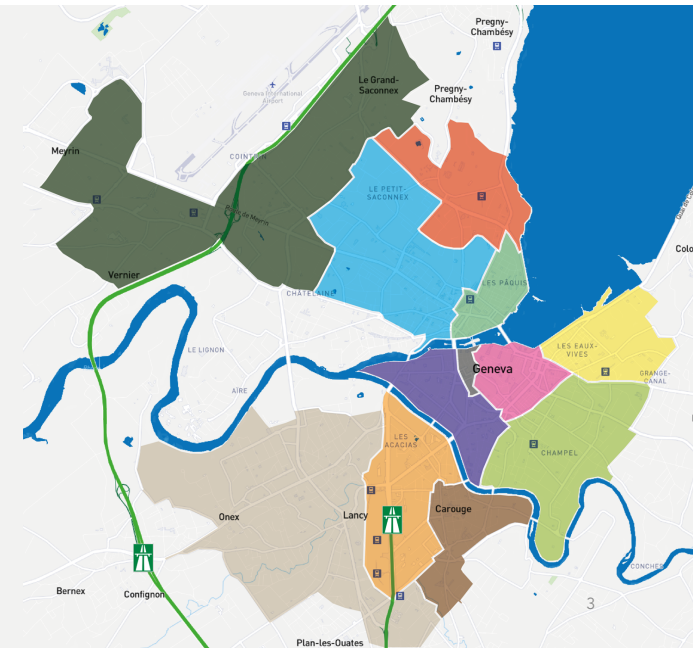 Pregny-
Chambésy
Le Grand-
Saconnex
Pregny-
Chambésy
Geneva International
Airport
Meyrin
COINTRIN
LE PETIT-
SACONNEX
Route de Meyrin
Colo
Vernier
LES PÂQUIS
CHÂTELAINE
LE LIGNON
LES EAUX-
VIVES
Geneva
GRANGE-
CANAL
AÏRE
LES
ACACIAS
CHAMPEL
Onex
Lancy
Carouge
Bernex
Confignon
CONCHES
3
Plan-les-Ouates